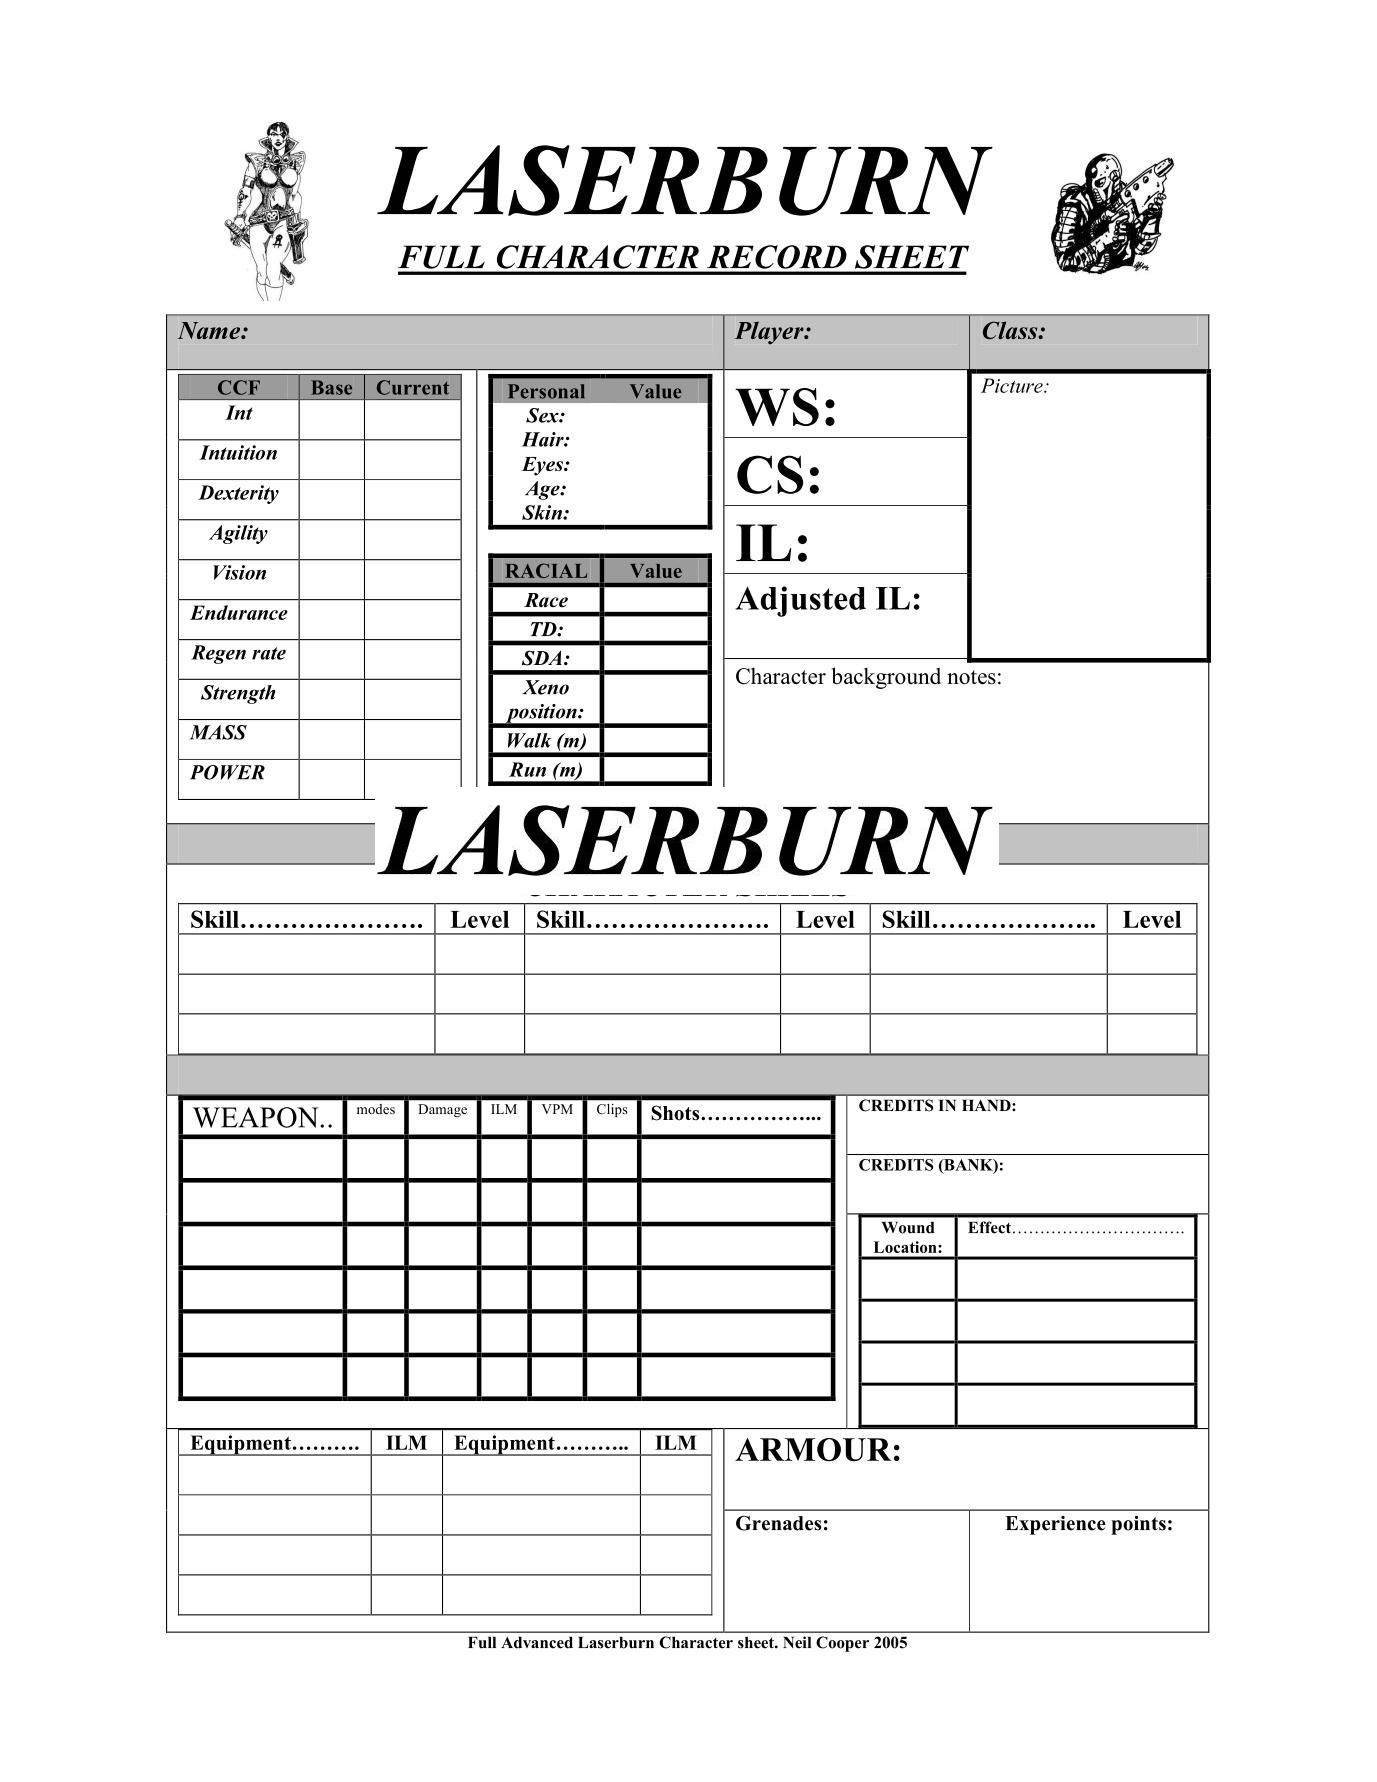 LASERBURN
FULL CHARACTER RECORD SHEET
Name:
Player:
Class:
CCF Base Current
Int
Intuition
Dexterity
Agility
Vision
Endurance
Regen rate
Strength
MASS
POWER
Personal Value
Sex:
Hair:
Eyes:
Age:
Skin:
RACIAL Value
Race
TD:
SDA:
Xeno
position:
Walk (m)
Run (m)
WS:
CS:
IL:
Adjusted IL:
Picture:
Character background notes:
LASERBURN
Skill…………………. Level Skill…………………. Level Skill……………….. Level
WEAPON.. modes Damage ILM VPM Clips Shots……………...
CREDITS IN HAND:
CREDITS (BANK):
Wound
Location:
Effect………………………….
Equipment………. ILM Equipment……….. ILM
ARMOUR:
Grenades:
Experience points:
Full Advanced Laserburn Character sheet. Neil Cooper 2005